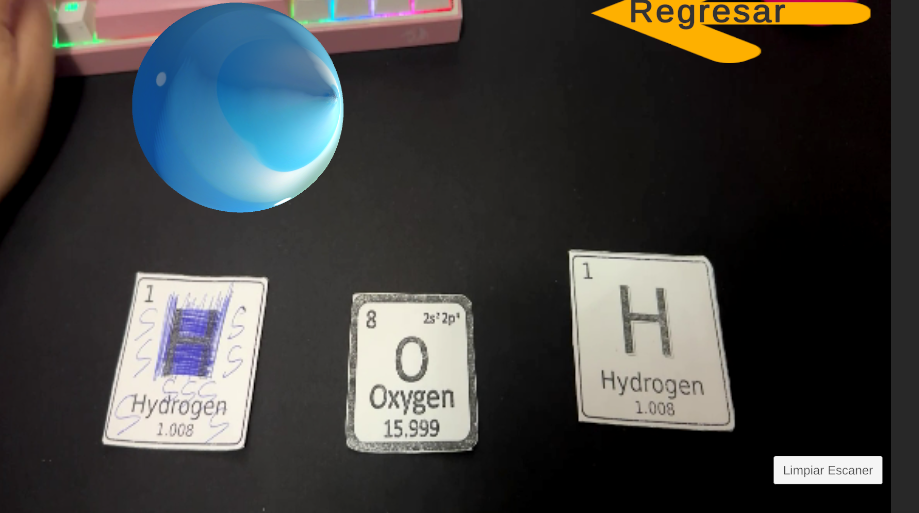 Regresar
1
H
Hydrogen
1.008
8
2s² 2p⁴
O
Oxygen
15.999
1
H
Hydrogen
1.008
Limpiar Escaner